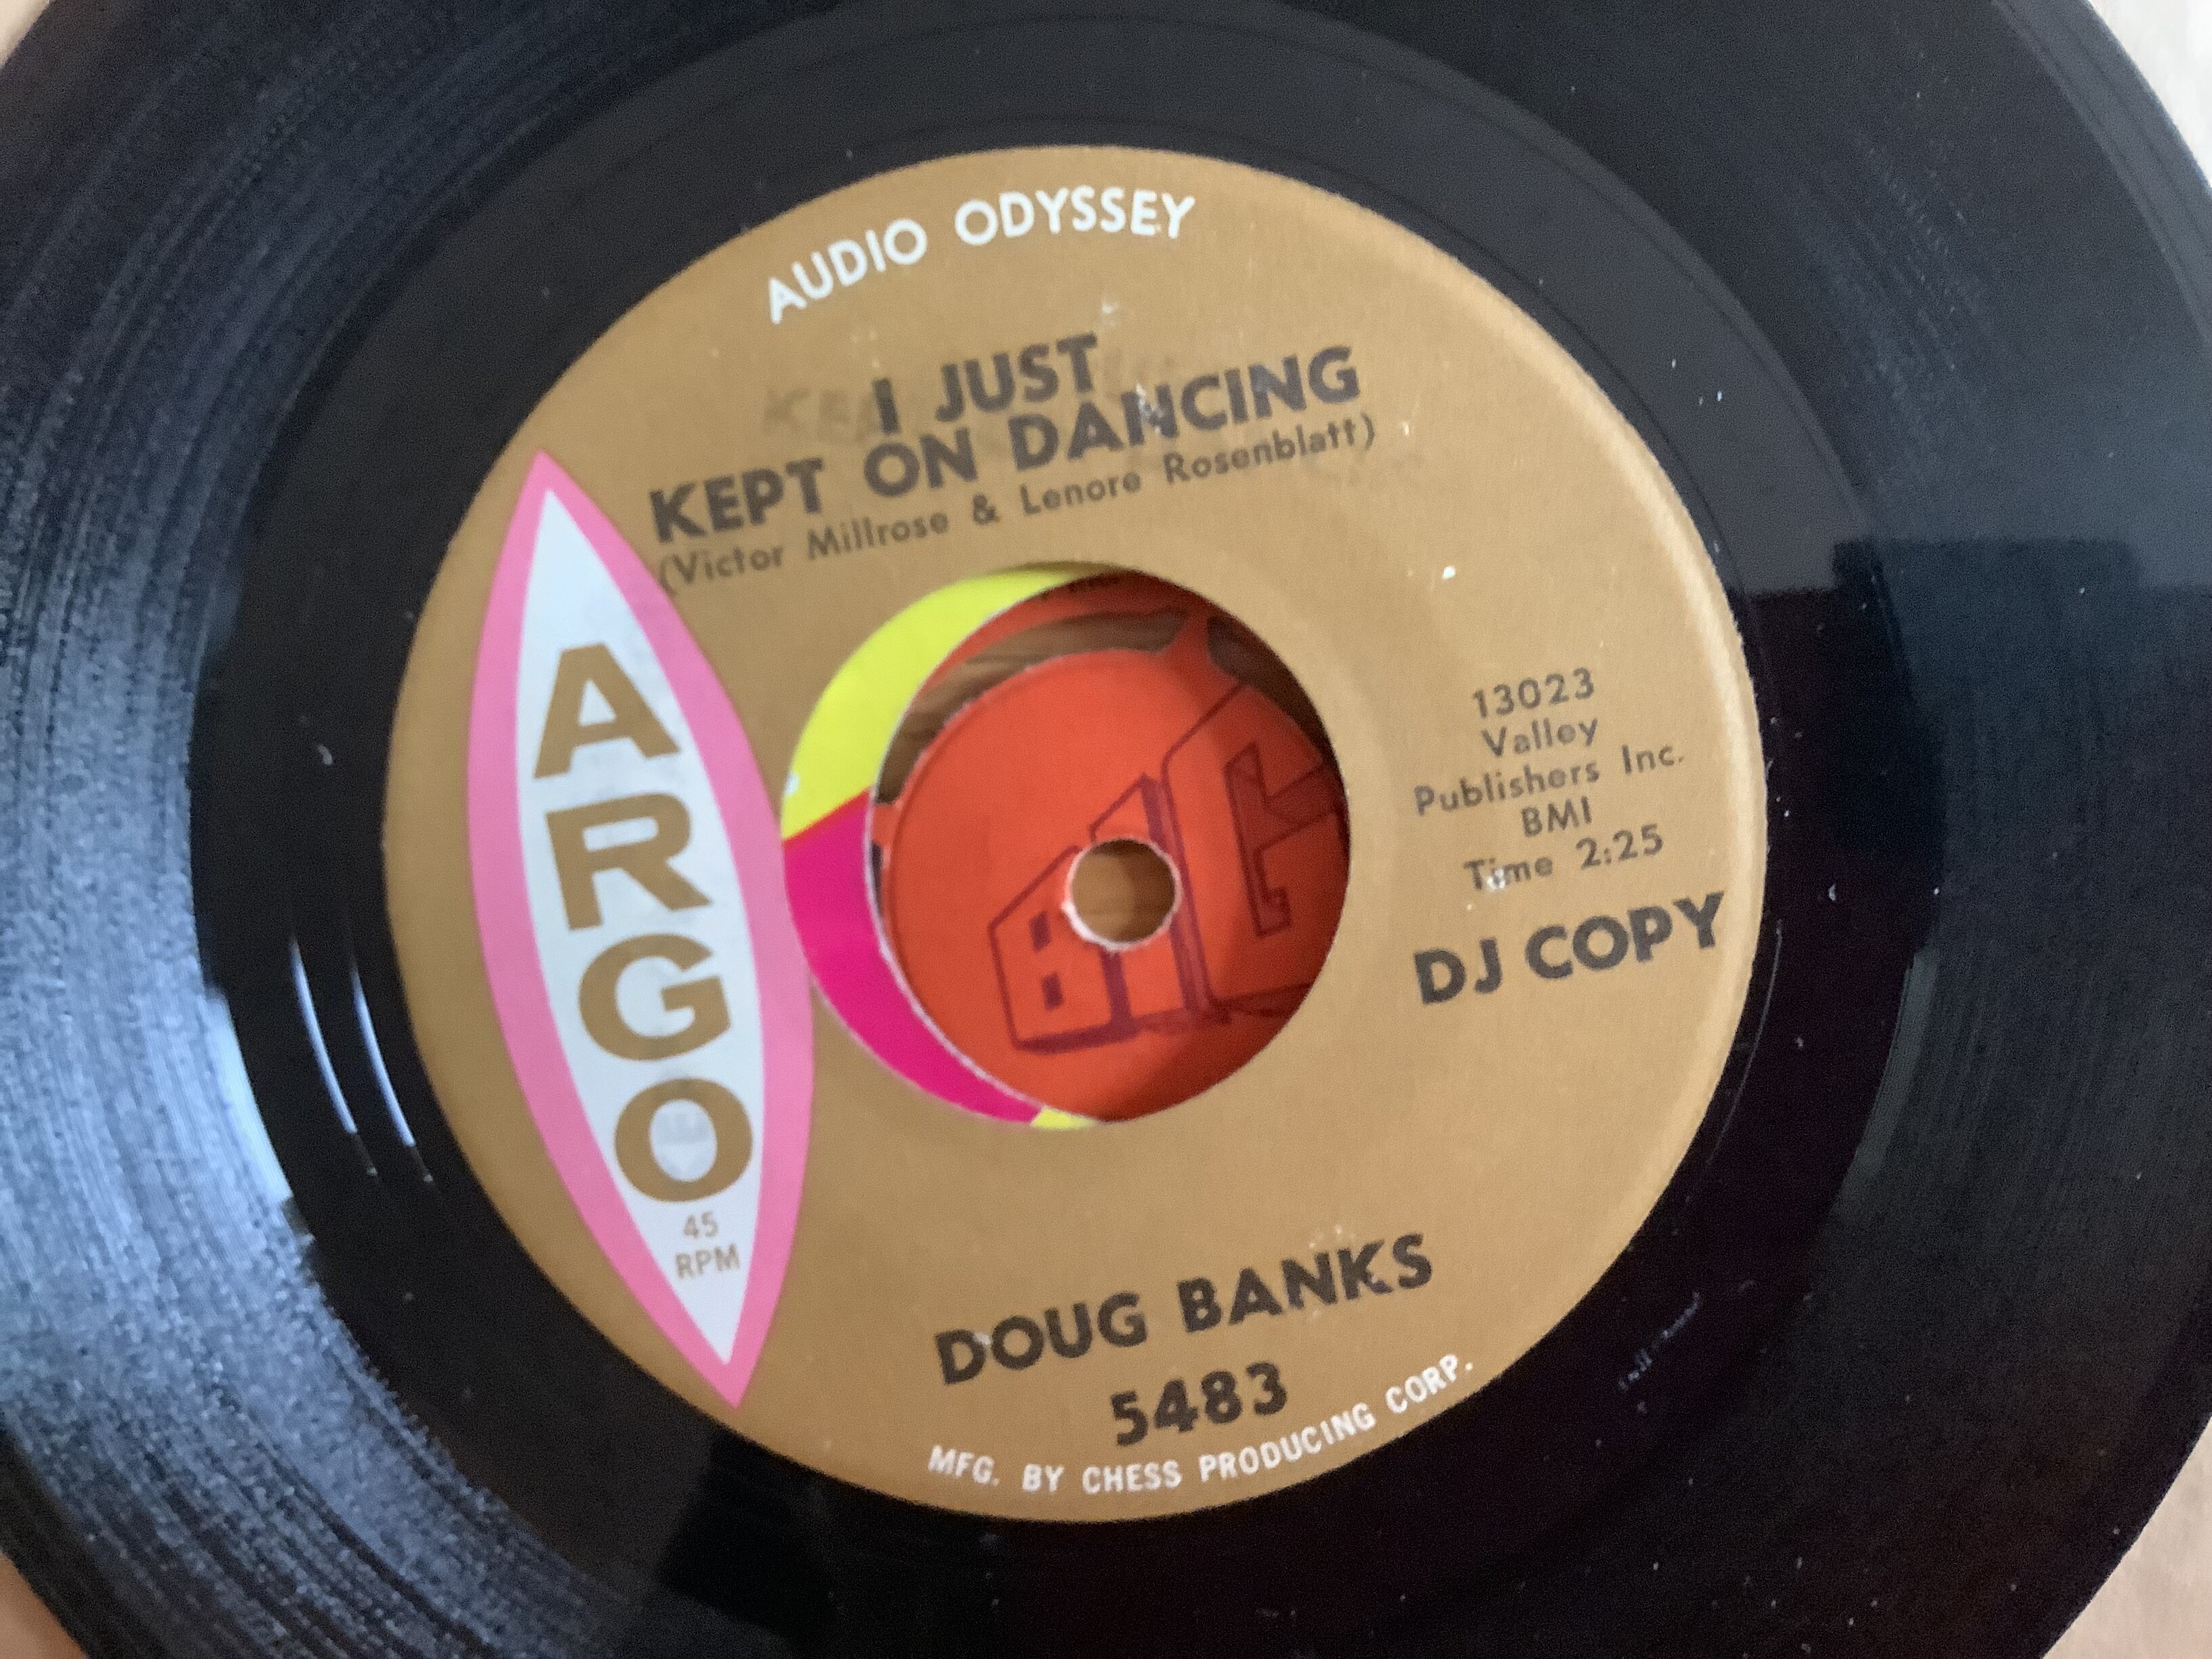 AUDIO ODYSSEY
I JUST
KEPT ON DANCING
(Victor Millrose & Lenore Rosenblatt)
ARGO
45
RPM
13023
Valley
Publishers Inc.
BMI
Time 2:25
DJ COPY
BIG
DOUG BANKS
5483
MFG. BY CHESS PRODUCING CORP.